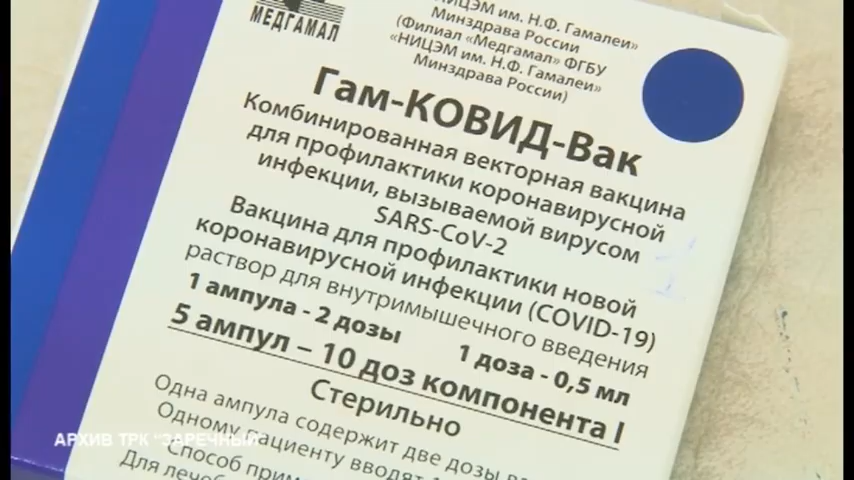 МЕДГАМАЛ
«НИЦЭМ им. Н.Ф. Гамалеи»
Минздрава России
(Филиал «Медгамал» ФГБУ
«НИЦЭМ им. Н.Ф. Гамалеи»
Минздрава России)
Гам-КОВИД-Вак
Комбинированная векторная вакцина
для профилактики коронавирусной
инфекции, вызываемой вирусом
SARS-CoV-2
Вакцина для профилактики новой
коронавирусной инфекции (COVID-19)
раствор для внутримышечного введения
1 ампула - 2 дозы 1 доза - 0,5 мл
5 ампул – 10 доз компонента I
Стерильно
Одна ампула содержит две дозы
Одному пациенту вводят
Способ
Для
АРХИВ ТРК "ЗАРЕЧНЫЙ"